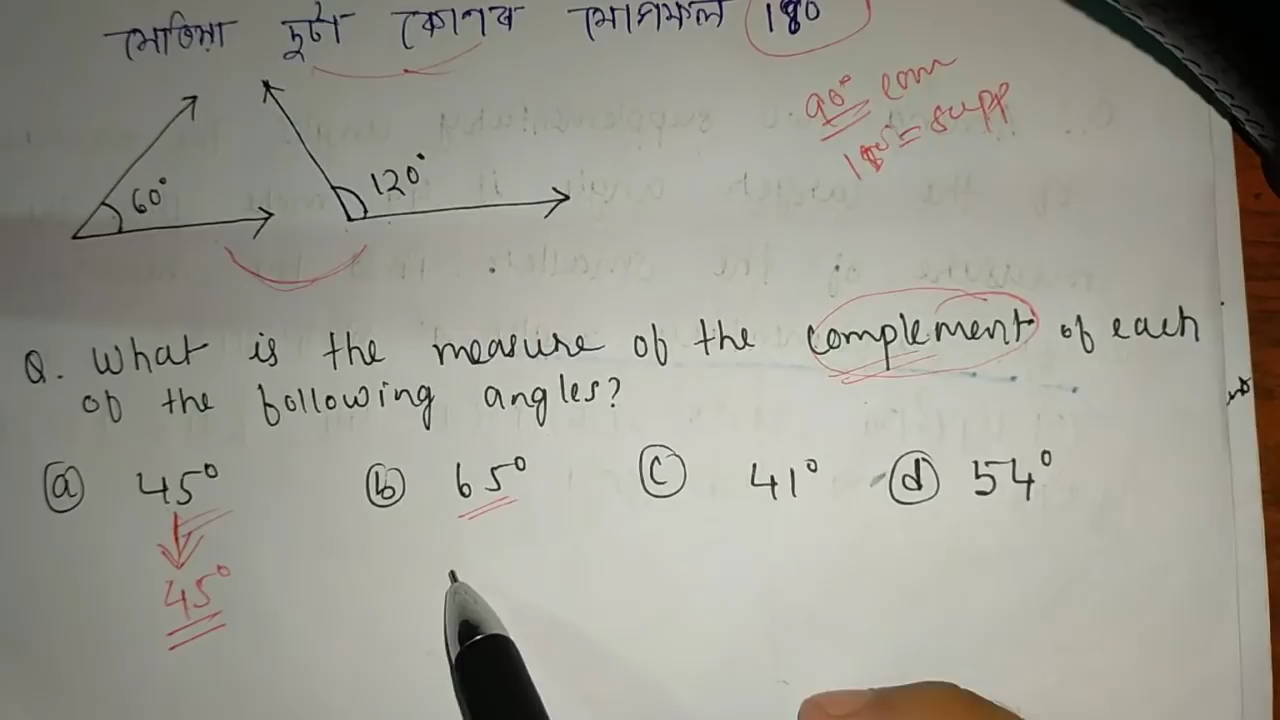 দুটা কোণৰ যোগফল 180
90° com
180° = supp
60°
120°
Q. What is the measure of the complement of each
of the following angles?
(a) 45° (b) 65° (c) 41° (d) 54°
45°